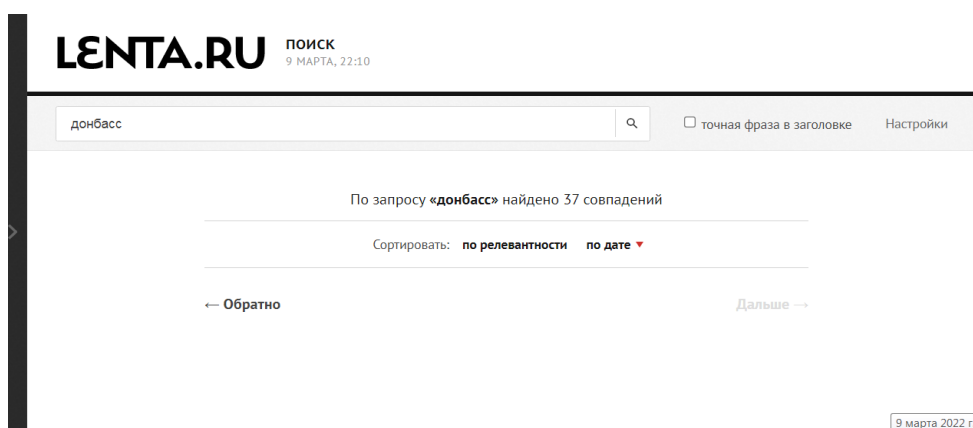 LENTA.RU
ПОИСК
9 МАРТА, 22:10
донбасс
точная фраза в заголовке
Настройки
По запросу «донбасс» найдено 37 совпадений
Сортировать: по релевантности по дате ▼
← Обратно
Дальше →
9 марта 2022 г